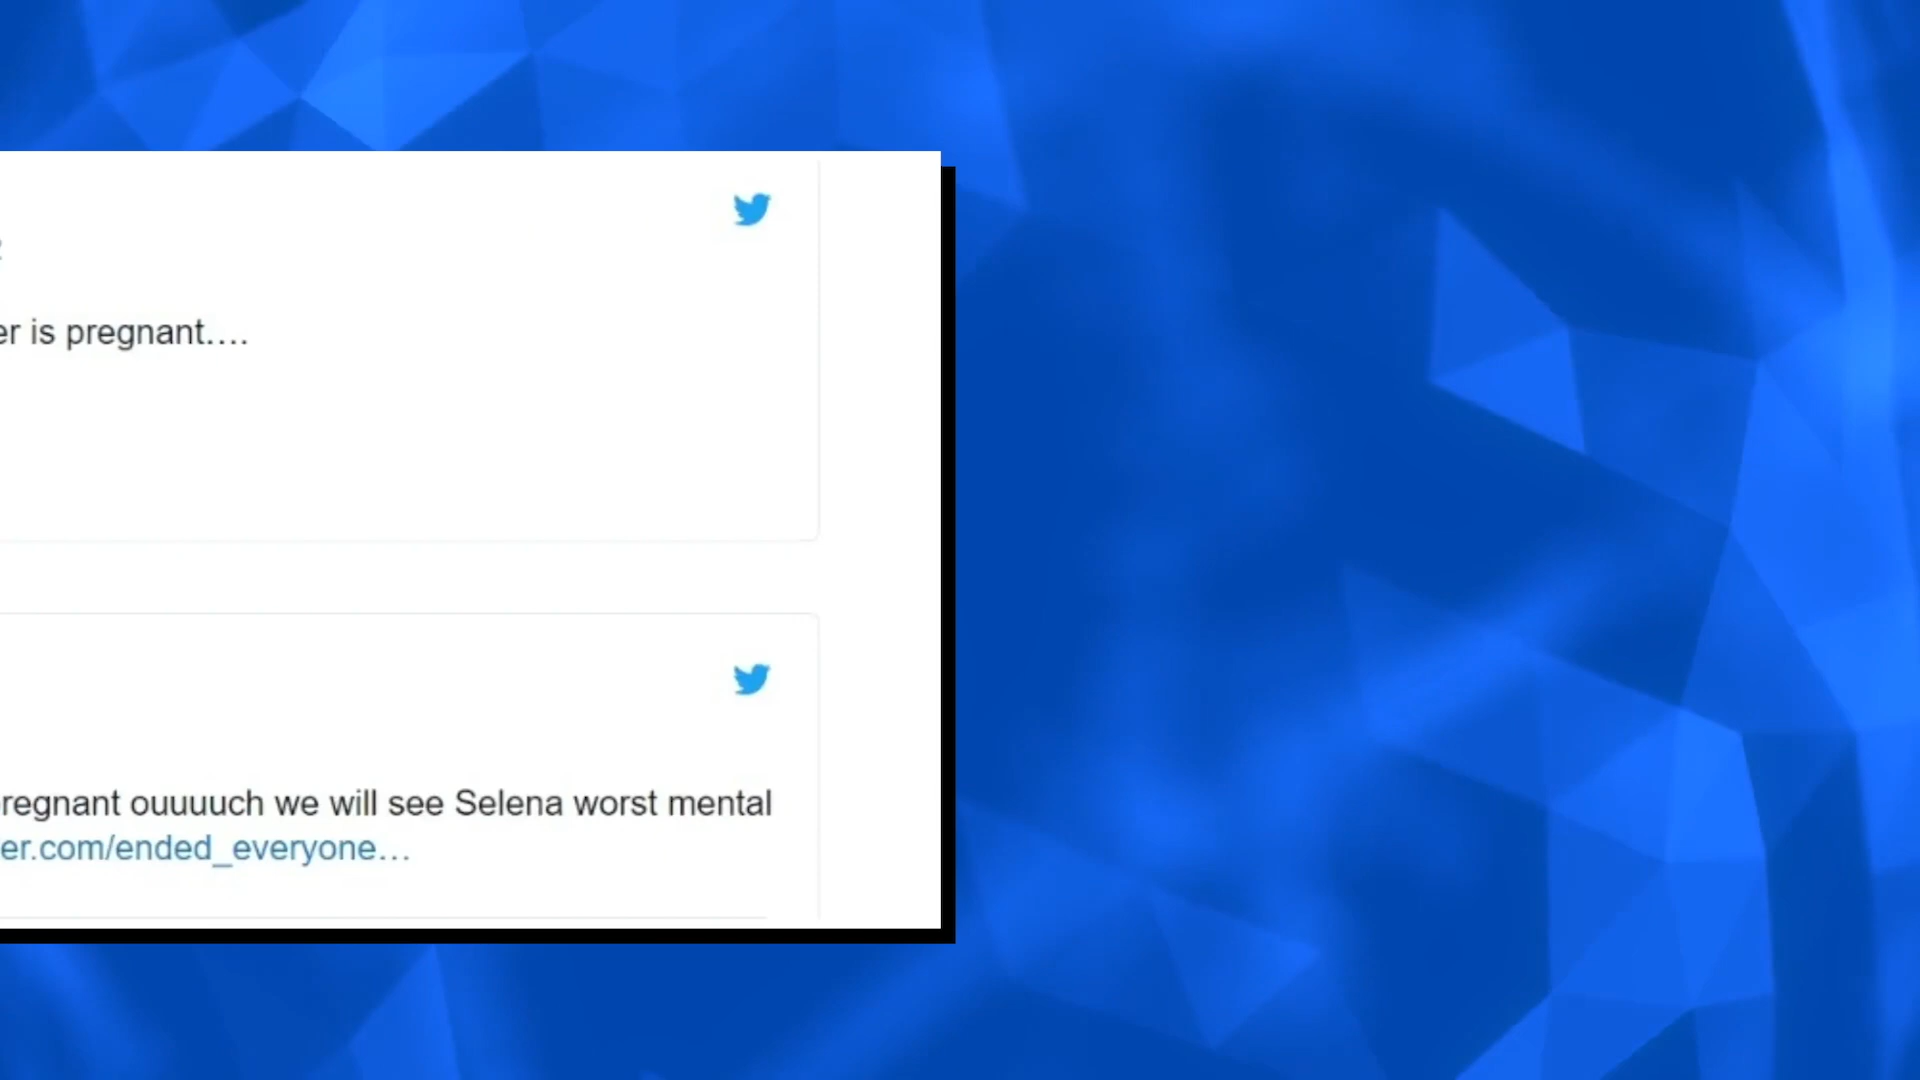 er is pregnant….
regnant ouuuuch we will see Selena worst mental
er.com/ended_everyone…